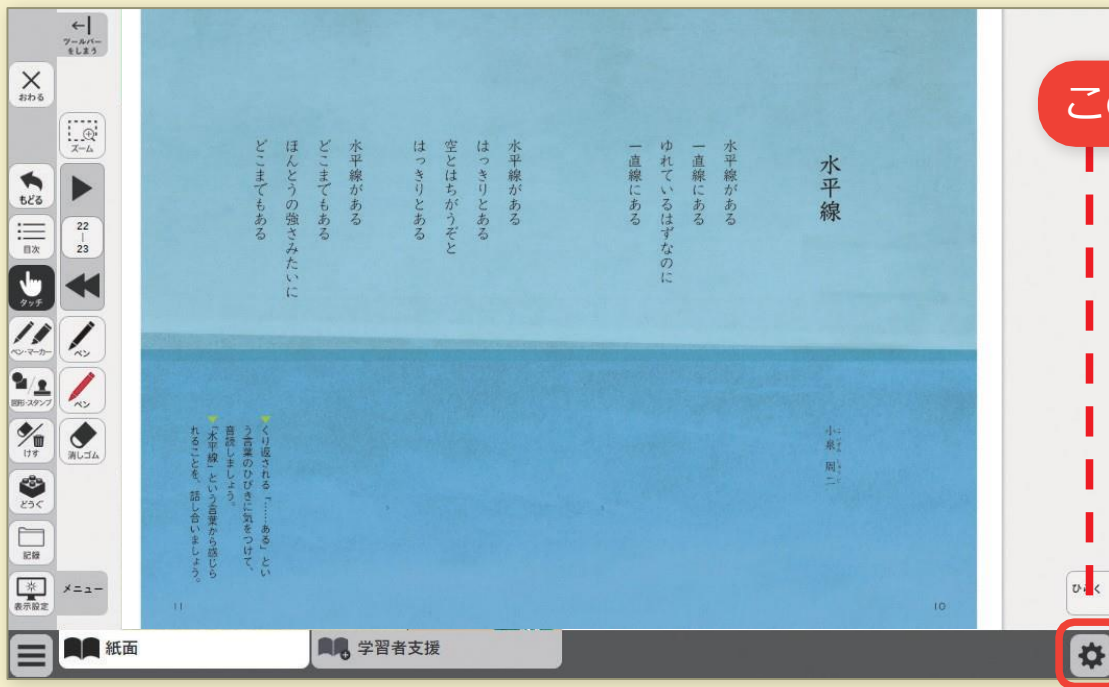 ツールバー
をしまう
おわる
ズーム
もどる
22
|
23
目次
タッチ
ペン・マーカー
ペン
図形・スタンプ
ペン
けす
消しゴム
どうぐ
記録
表示設定
メニュー
水平線
小泉周二
こいずみしゅうじ
水平線がある
一直線にある
ゆれているはずなのに
一直線にある
水平線がある
はっきりとある
空とはちがうぞと
はっきりとある
水平線がある
どこまでもある
ほんとうの強さみたいに
どこまでもある
くり返される「……ある」とい
う言葉のひびきに気をつけて、
音読しましょう。
「水平線」という言葉から感じら
れることを、話し合いましょう。
11
10
紙面
学習者支援